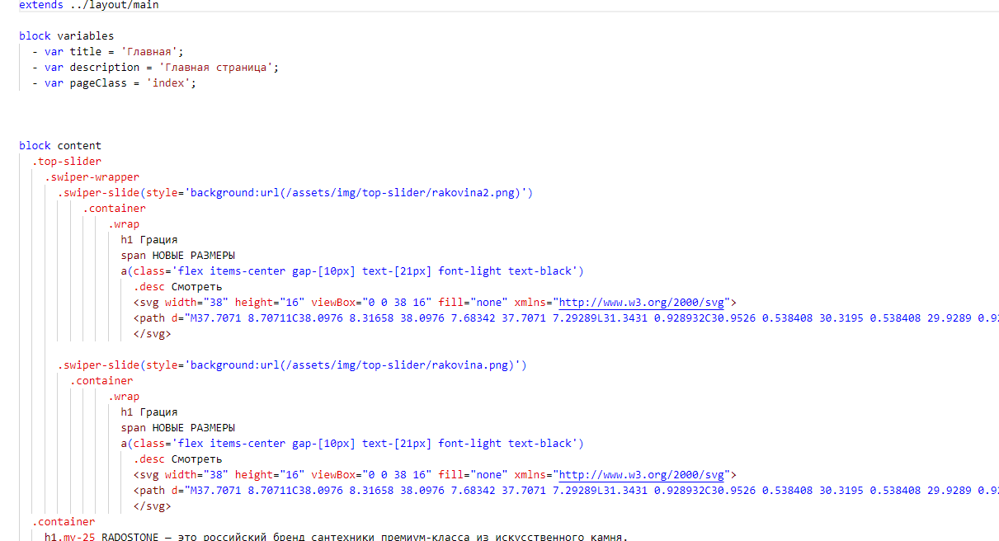 extends ../layout/main
block variables
- var title = 'Главная';
- var description = 'Главная страница';
- var pageClass = 'index';
block content
.top-slider
.swiper-wrapper
.swiper-slide(style='background:url(/assets/img/top-slider/rakovina2.png)')
.container
.wrap
h1 Грация
span НОВЫЕ РАЗМЕРЫ
a(class='flex items-center gap-[10px] text-[21px] font-light text-black')
.desc Смотреть
<svg width="38" height="16" viewBox="0 0 38 16" fill="none" xmlns="http://www.w3.org/2000/svg">
<path d="M37.7071 8.70711C38.0976 8.31658 38.0976 7.68342 37.7071 7.29289L31.3431 0.928932C30.9526 0.538408 30.3195 0.538408 29.9289 0.92
</svg>
.swiper-slide(style='background:url(/assets/img/top-slider/rakovina.png)')
.container
.wrap
h1 Грация
span НОВЫЕ РАЗМЕРЫ
a(class='flex items-center gap-[10px] text-[21px] font-light text-black')
.desc Смотреть
<svg width="38" height="16" viewBox="0 0 38 16" fill="none" xmlns="http://www.w3.org/2000/svg">
<path d="M37.7071 8.70711C38.0976 8.31658 38.0976 7.68342 37.7071 7.29289L31.3431 0.928932C30.9526 0.538408 30.3195 0.538408 29.9289 0.92
</svg>
.container
h1.my-25 RADOSTONE — это российский бренд сантехники премиум-класса из искусственного камня.